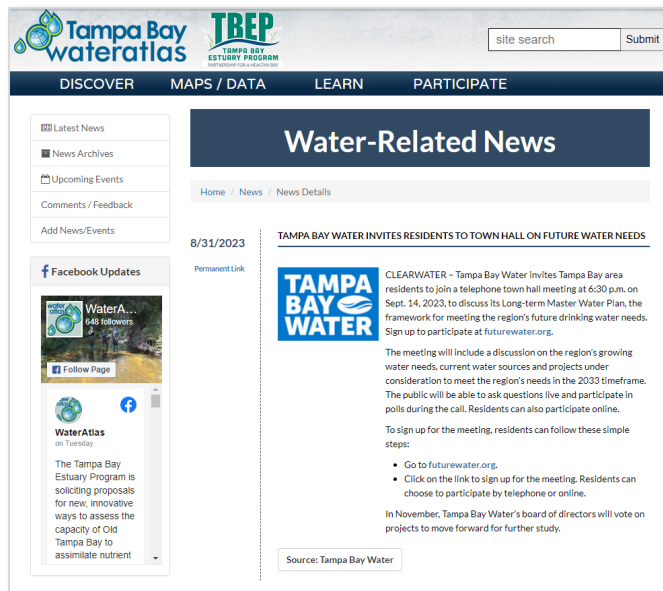 Tampa Bay
wateratlas
TBEP
TAMPA BAY
ESTUARY PROGRAM
PARTNERSHIP FOR A HEALTHY BAY
site search
Submit
DISCOVER
MAPS / DATA
LEARN
PARTICIPATE
Latest News
News Archives
Upcoming Events
Comments / Feedback
Add News/Events
Facebook Updates
water
atlas
WaterA...
648 followers
Follow Page
WaterAtlas
on Tuesday
The Tampa Bay
Estuary Program is
soliciting proposals
for new, innovative
ways to assess the
capacity of Old
Tampa Bay to
assimilate nutrient
Water-Related News
Home / News / News Details
8/31/2023
Permanent Link
TAMPA BAY WATER INVITES RESIDENTS TO TOWN HALL ON FUTURE WATER NEEDS
TAMPA
BAY
WATER
CLEARWATER – Tampa Bay Water invites Tampa Bay area
residents to join a telephone town hall meeting at 6:30 p.m. on
Sept. 14, 2023, to discuss its Long-term Master Water Plan, the
framework for meeting the region's future drinking water needs.
Sign up to participate at futurewater.org.
The meeting will include a discussion on the region's growing
water needs, current water sources and projects under
consideration to meet the region's needs in the 2033 timeframe.
The public will be able to ask questions live and participate in
polls during the call. Residents can also participate online.
To sign up for the meeting, residents can follow these simple
steps:
• Go to futurewater.org.
• Click on the link to sign up for the meeting. Residents can
choose to participate by telephone or online.
In November, Tampa Bay Water's board of directors will vote on
projects to move forward for further study.
Source: Tampa Bay Water